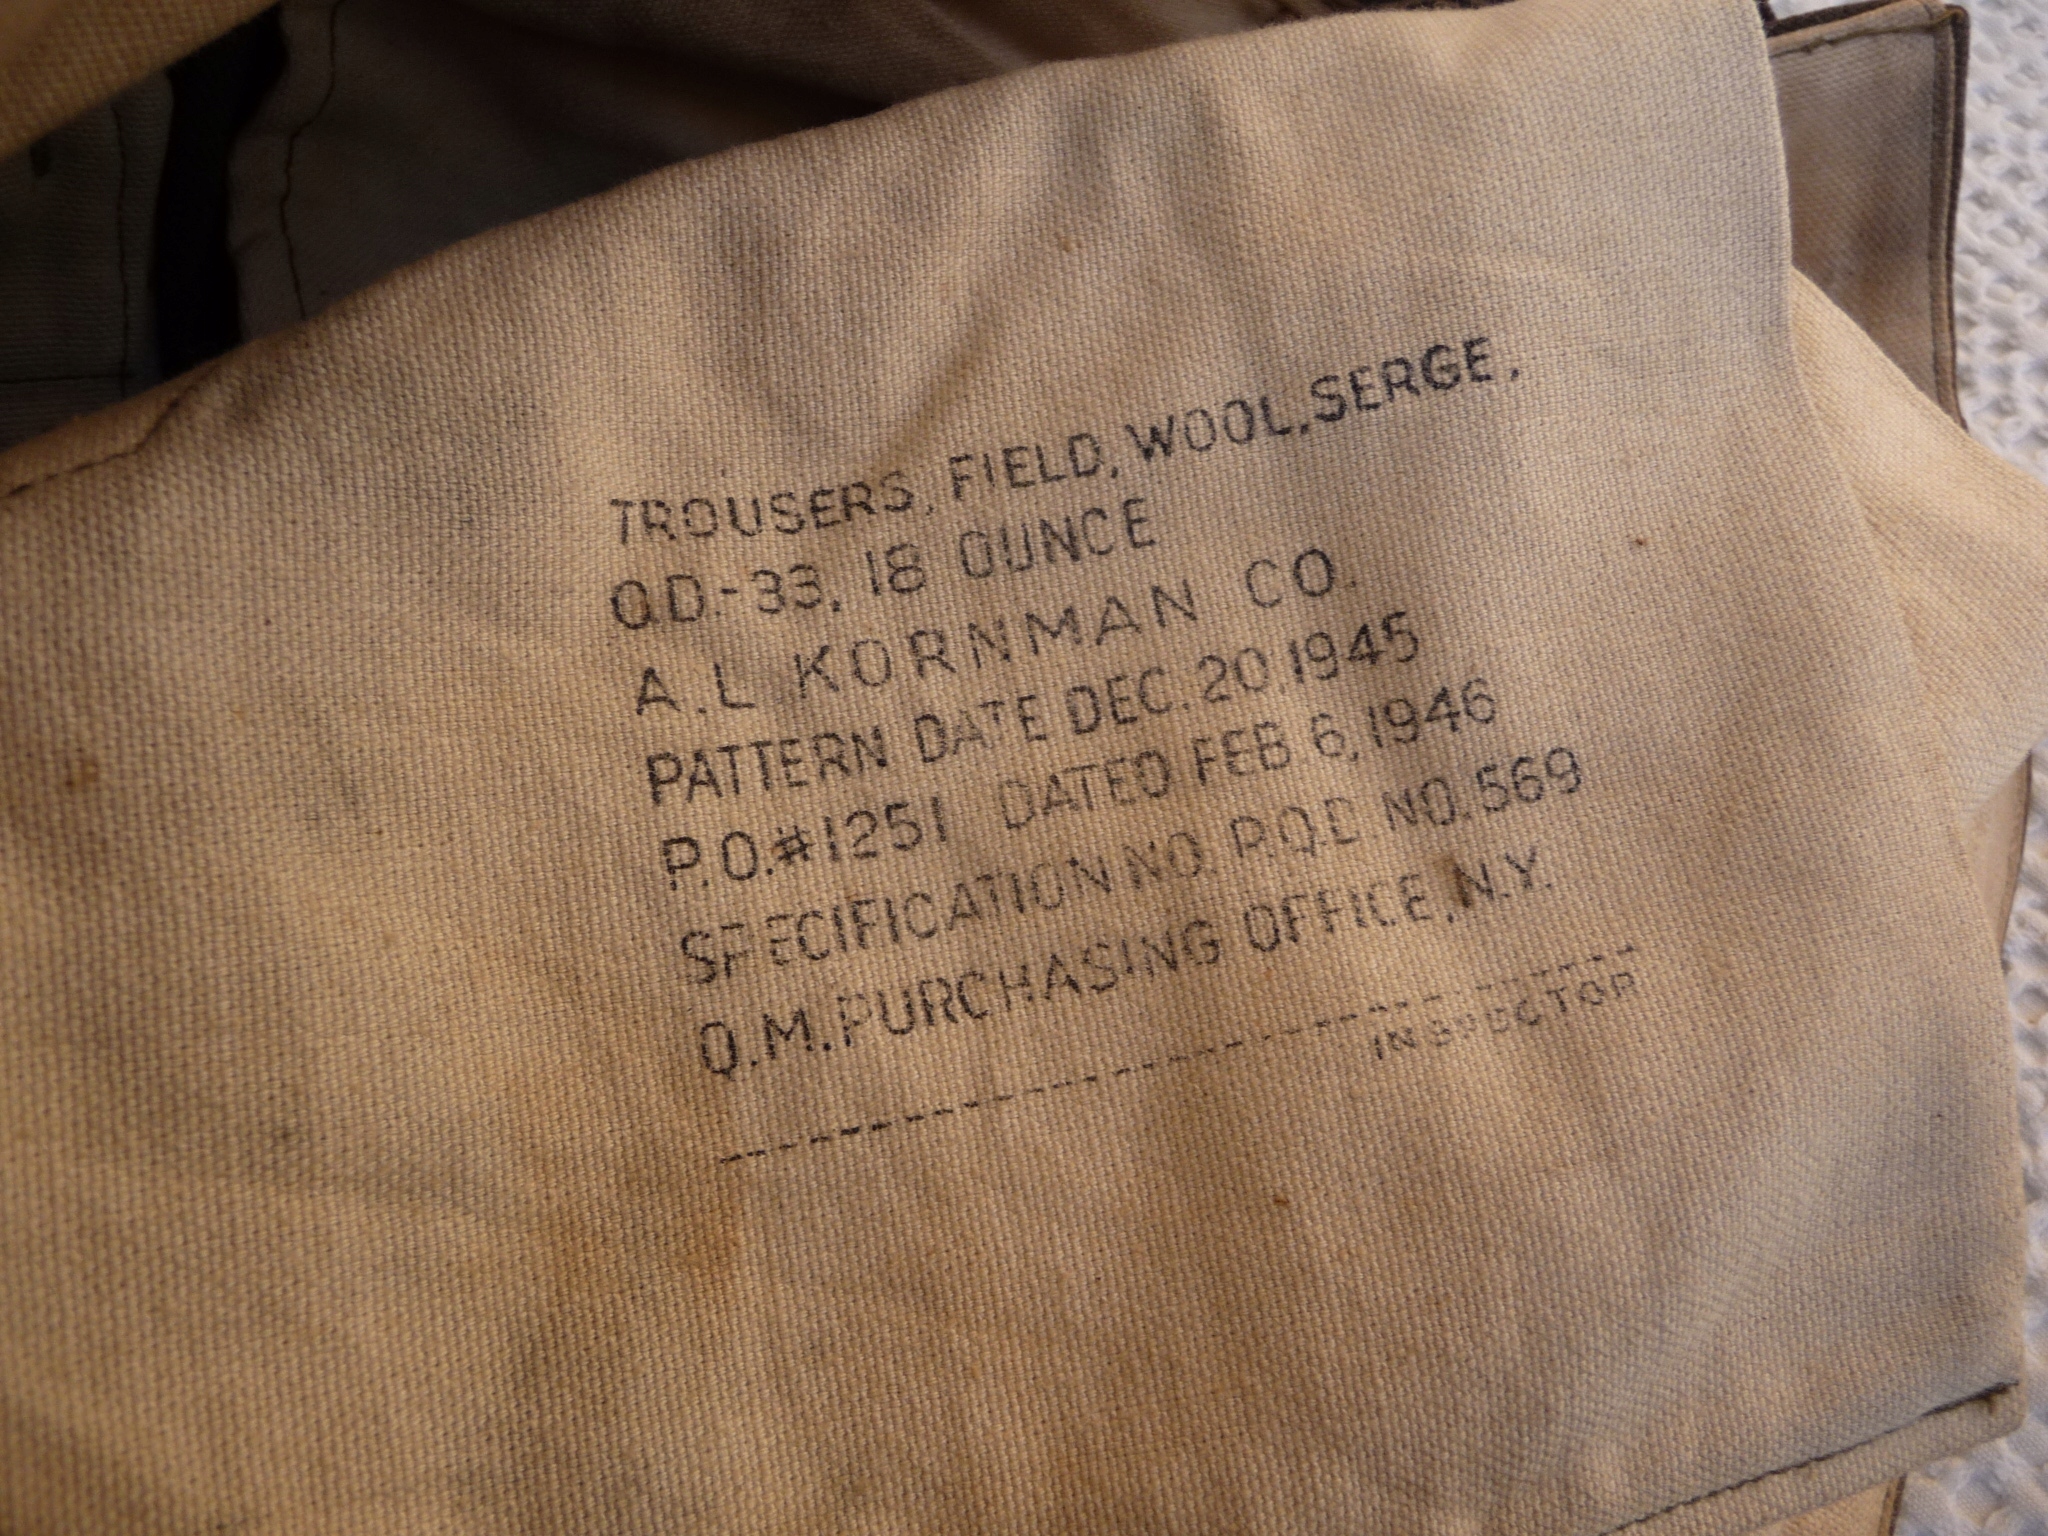 TROUSERS, FIELD, WOOL, SERGE,
O.D.-33, 18 OUNCE
A.L KORNMAN CO.
PATTERN DATE DEC. 20, 1945
P.O.#1251 DATED FEB 6, 1946
SPECIFICATION NO. P.Q.D NO. 569
Q.M. PURCHASING OFFICE, N.Y.
INSPECTOR